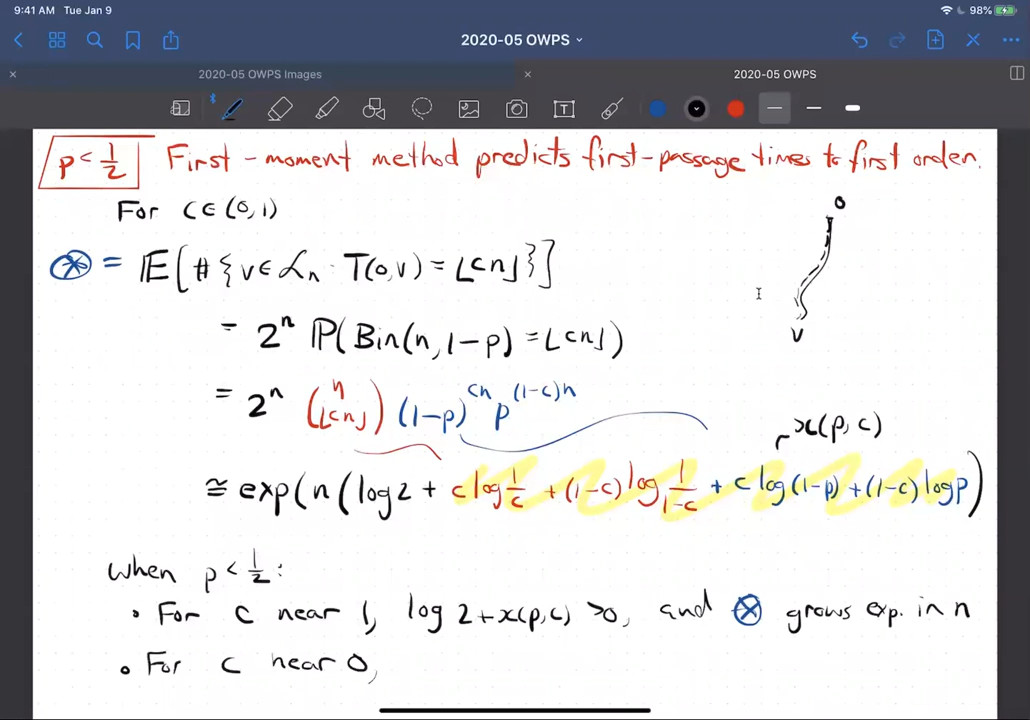 9:41 AM Tue Jan 9
98%
2020-05 OWPS
2020-05 OWPS Images
2020-05 OWPS
p < 1/2 First-moment method predicts first-passage times to first order.
For c ∈ (0,1)
0
⊛ = 𝔼[#{v ∈ ℒn : T(0,v) = ⌊cn⌋}]
= 2^n ℙ(Bin(n, 1-p) = ⌊cn⌋)
v
= 2^n (n ⌊cn⌋) (1-p)^cn p^(1-c)n
x(p,c)
≅ exp(n(log 2 + c log 1/c + (1-c) log 1/1-c + c log(1-p) + (1-c) log p)
When p < 1/2 :
• For c near 1, log 2 + x(p,c) > 0, and ⊛ grows exp. in n
• For c near 0,